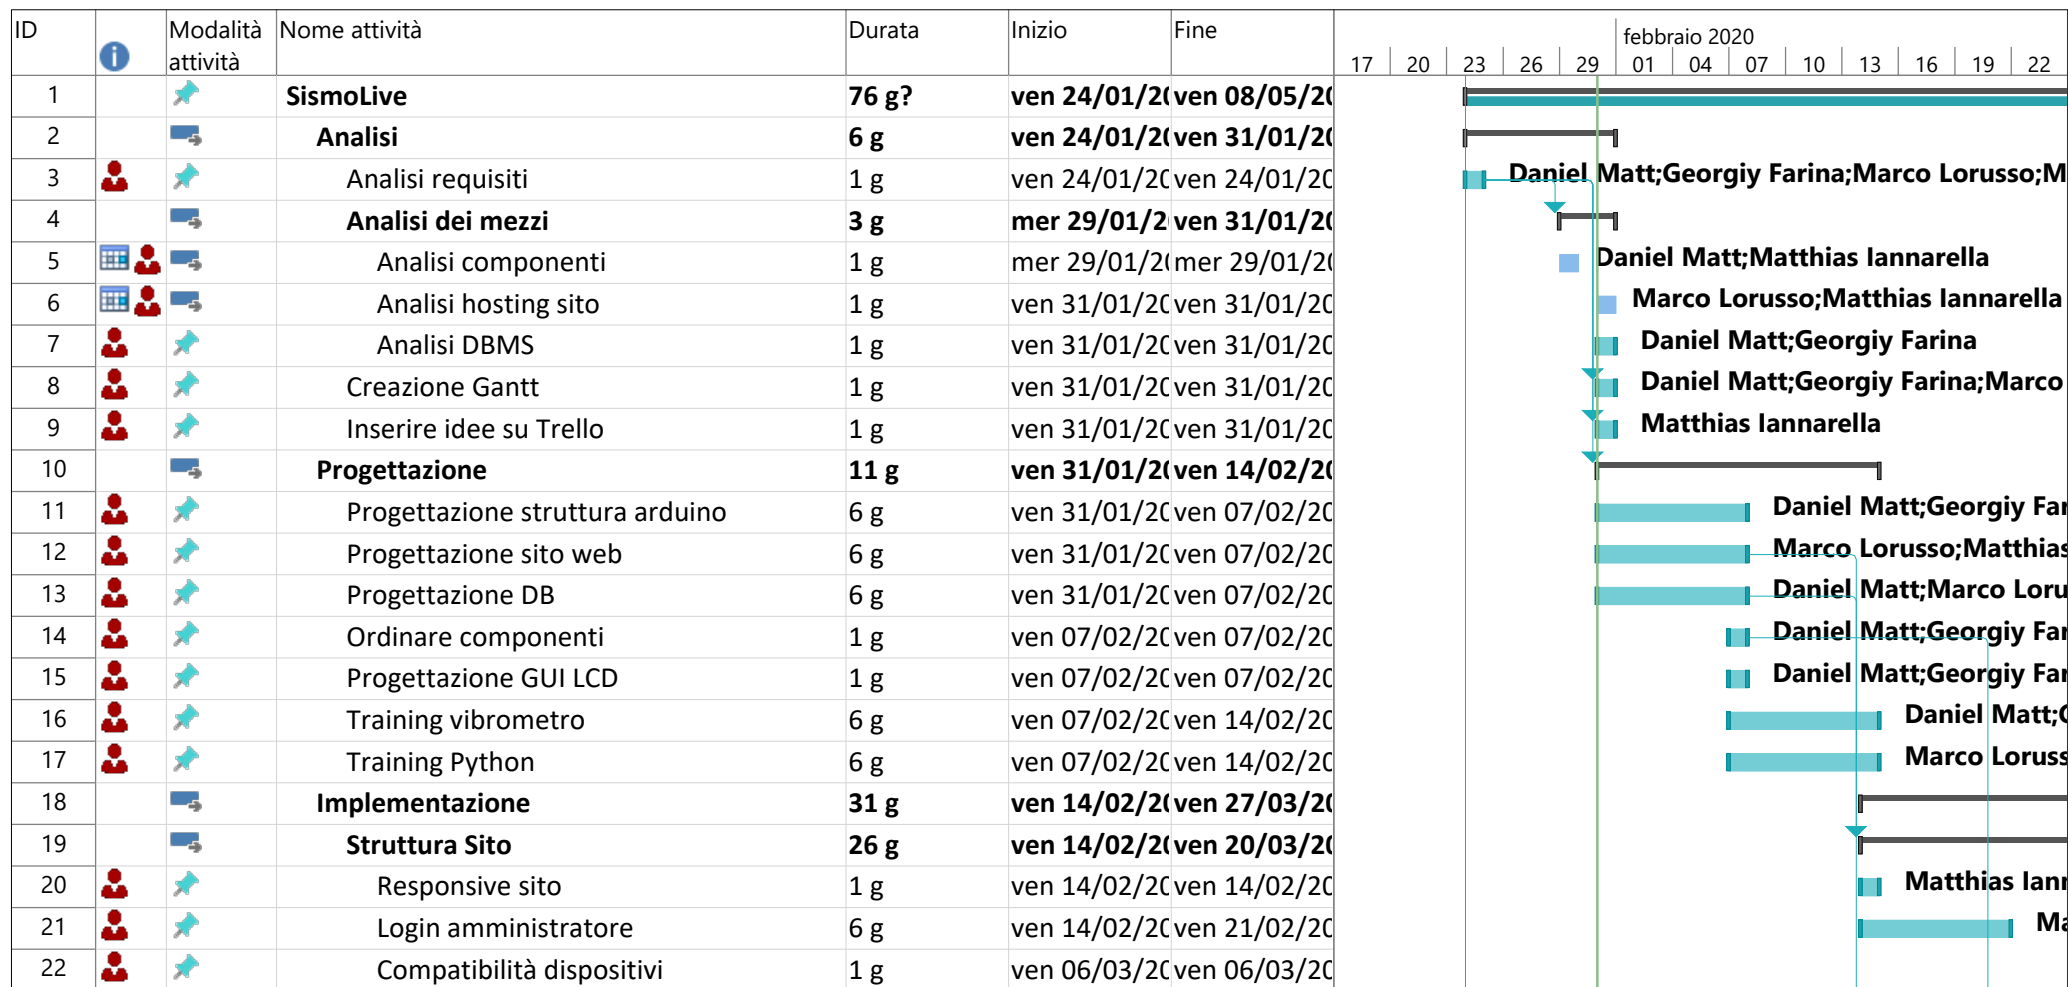 ID Modalità attività Nome attività Durata Inizio Fine
febbraio 2020
17 20 23 26 29 01 04 07 10 13 16 19 22
1 SismoLive 76 g? ven 24/01/20 ven 08/05/20
2 Analisi 6 g ven 24/01/20 ven 31/01/20
3 Analisi requisiti 1 g ven 24/01/20 ven 24/01/20 Daniel Matt;Georgiy Farina;Marco Lorusso;M
4 Analisi dei mezzi 3 g mer 29/01/2 ven 31/01/20
5 Analisi componenti 1 g mer 29/01/20 mer 29/01/20 Daniel Matt;Matthias Iannarella
6 Analisi hosting sito 1 g ven 31/01/20 ven 31/01/20 Marco Lorusso;Matthias Iannarella
7 Analisi DBMS 1 g ven 31/01/20 ven 31/01/20 Daniel Matt;Georgiy Farina
8 Creazione Gantt 1 g ven 31/01/20 ven 31/01/20 Daniel Matt;Georgiy Farina;Marco
9 Inserire idee su Trello 1 g ven 31/01/20 ven 31/01/20 Matthias Iannarella
10 Progettazione 11 g ven 31/01/20 ven 14/02/20
11 Progettazione struttura arduino 6 g ven 31/01/20 ven 07/02/20 Daniel Matt;Georgiy Far
12 Progettazione sito web 6 g ven 31/01/20 ven 07/02/20 Marco Lorusso;Matthias
13 Progettazione DB 6 g ven 31/01/20 ven 07/02/20 Daniel Matt;Marco Loru
14 Ordinare componenti 1 g ven 07/02/20 ven 07/02/20 Daniel Matt;Georgiy Far
15 Progettazione GUI LCD 1 g ven 07/02/20 ven 07/02/20 Daniel Matt;Georgiy Far
16 Training vibrometro 6 g ven 07/02/20 ven 14/02/20 Daniel Matt;G
17 Training Python 6 g ven 07/02/20 ven 14/02/20 Marco Loruss
18 Implementazione 31 g ven 14/02/20 ven 27/03/20
19 Struttura Sito 26 g ven 14/02/20 ven 20/03/20
20 Responsive sito 1 g ven 14/02/20 ven 14/02/20 Matthias Iann
21 Login amministratore 6 g ven 14/02/20 ven 21/02/20 Ma
22 Compatibilità dispositivi 1 g ven 06/03/20 ven 06/03/20